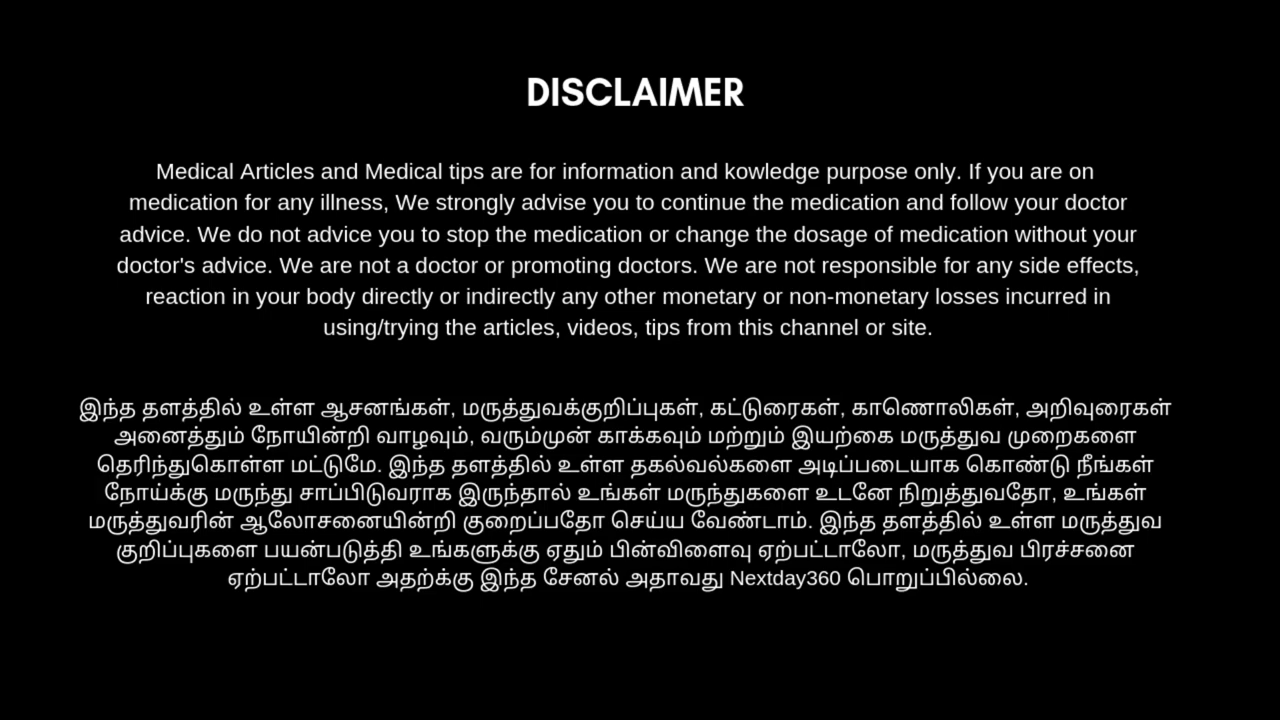 DISCLAIMER
Medical Articles and Medical tips are for information and kowledge purpose only. If you are on
medication for any illness, We strongly advise you to continue the medication and follow your doctor
advice. We do not advice you to stop the medication or change the dosage of medication without your
doctor's advice. We are not a doctor or promoting doctors. We are not responsible for any side effects,
reaction in your body directly or indirectly any other monetary or non-monetary losses incurred in
using/trying the articles, videos, tips from this channel or site.
இந்த தளத்தில் உள்ள ஆசனங்கள், மருத்துவக்குறிப்புகள், கட்டுரைகள், காணொலிகள், அறிவுரைகள்
அனைத்தும் நோயின்றி வாழவும், வரும்முன் காக்கவும் மற்றும் இயற்கை மருத்துவ முறைகளை
தெரிந்துகொள்ள மட்டுமே. இந்த தளத்தில் உள்ள தகல்வல்களை அடிப்படையாக கொண்டு நீங்கள்
நோய்க்கு மருந்து சாப்பிடுவராக இருந்தால் உங்கள் மருந்துகளை உடனே நிறுத்துவதோ, உங்கள்
மருத்துவரின் ஆலோசனையின்றி குறைப்பதோ செய்ய வேண்டாம். இந்த தளத்தில் உள்ள மருத்துவ
குறிப்புகளை பயன்படுத்தி உங்களுக்கு ஏதும் பின்விளைவு ஏற்பட்டாலோ, மருத்துவ பிரச்சனை
ஏற்பட்டாலோ அதற்க்கு இந்த சேனல் அதாவது Nextday360 பொறுப்பில்லை.